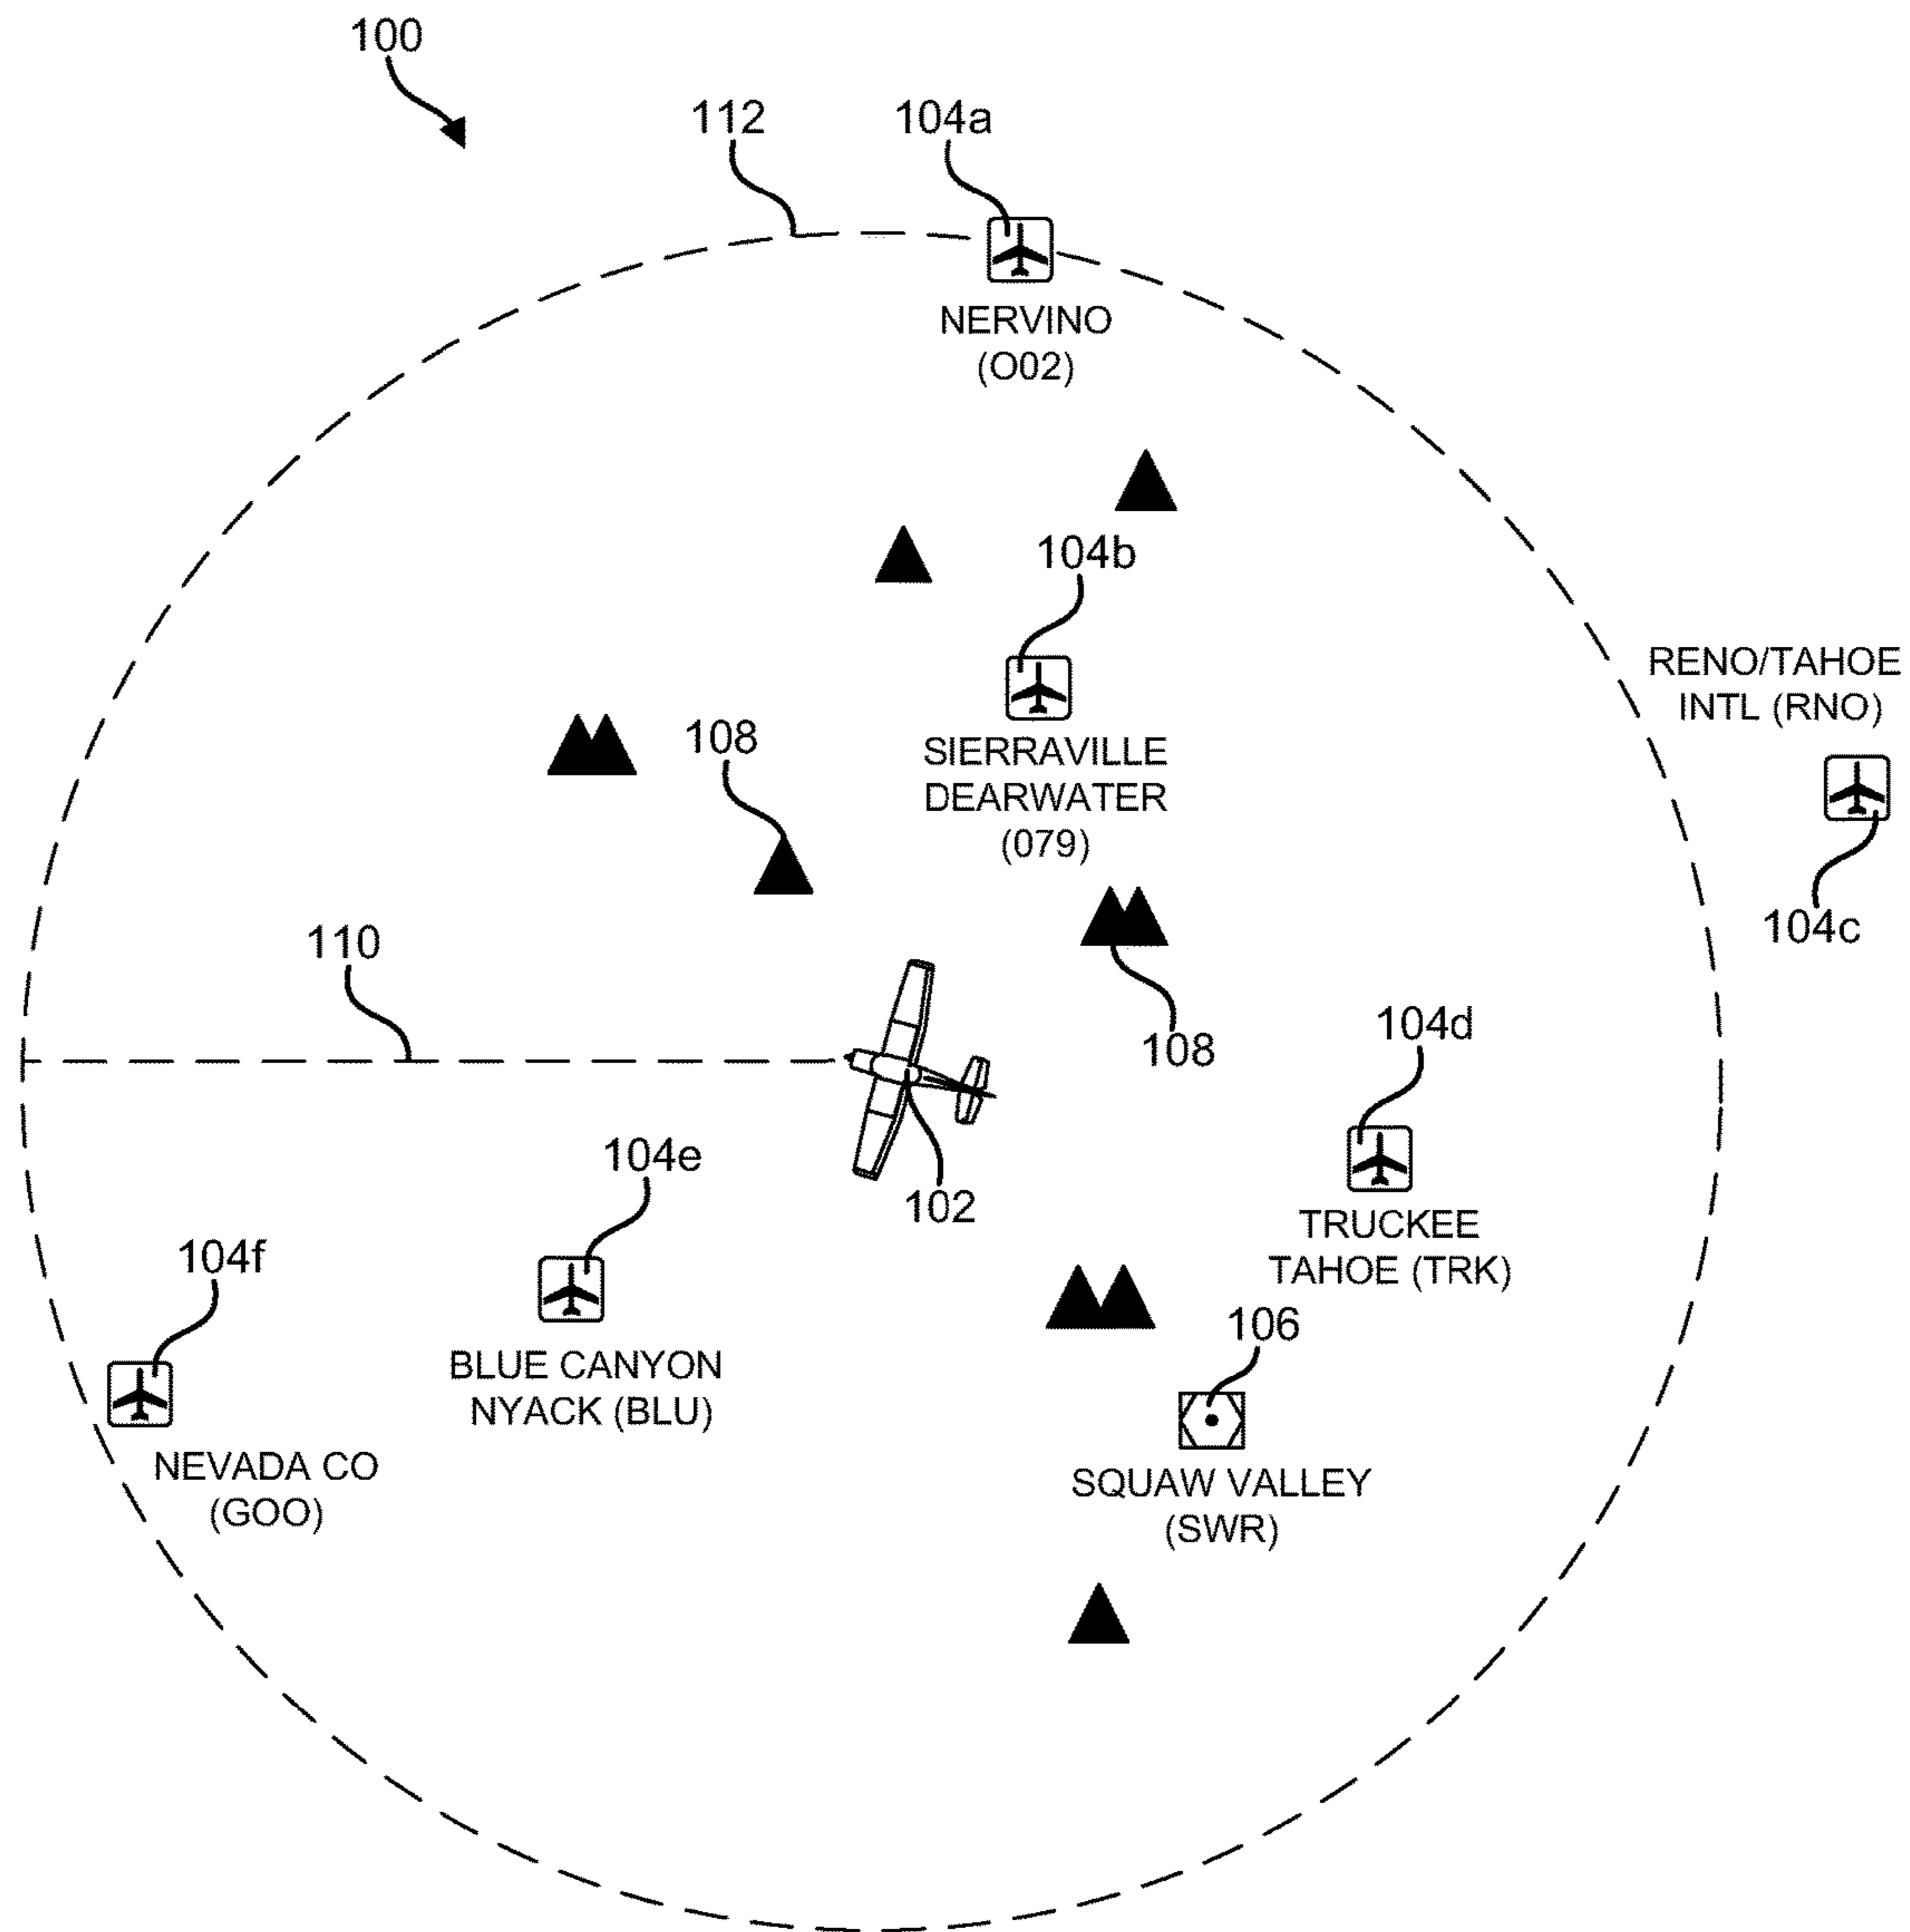 100
112
104a
NERVINO
(O02)
104b
RENO/TAHOE
INTL (RNO)
108
SIERRAVILLE
DEARWATER
(079)
104c
110
108
104d
104e
102
TRUCKEE
TAHOE (TRK)
104f
106
BLUE CANYON
NYACK (BLU)
NEVADA CO
(GOO)
SQUAW VALLEY
(SWR)